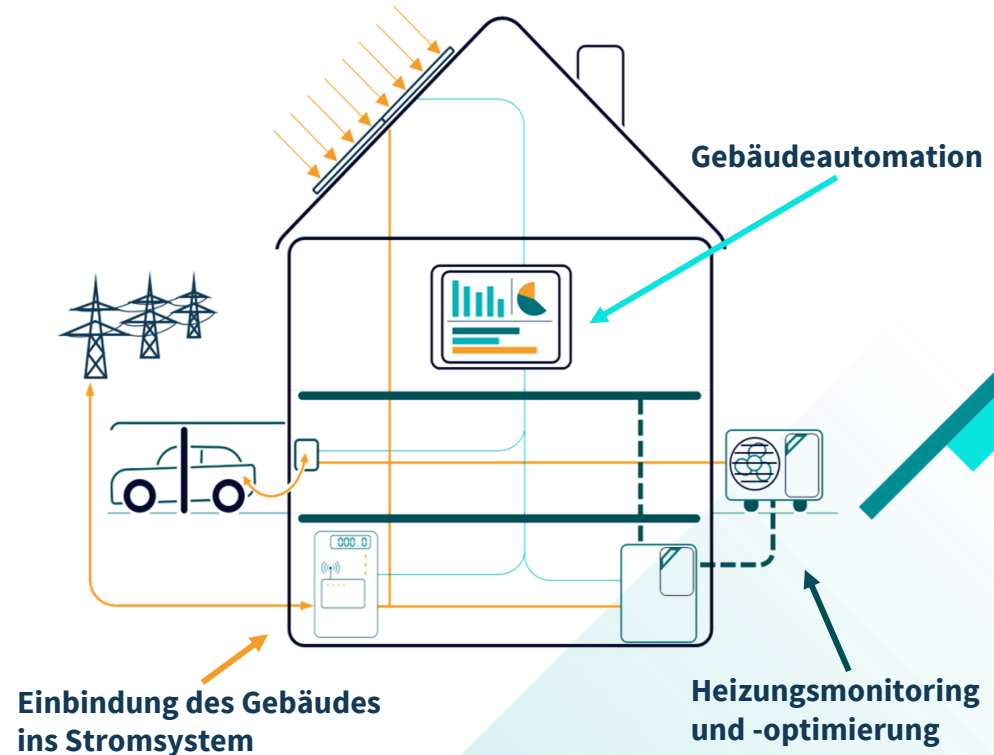 Gebäudeautomation
000.0
Einbindung des Gebäudes
ins Stromsystem
Heizungsmonitoring
und -optimierung